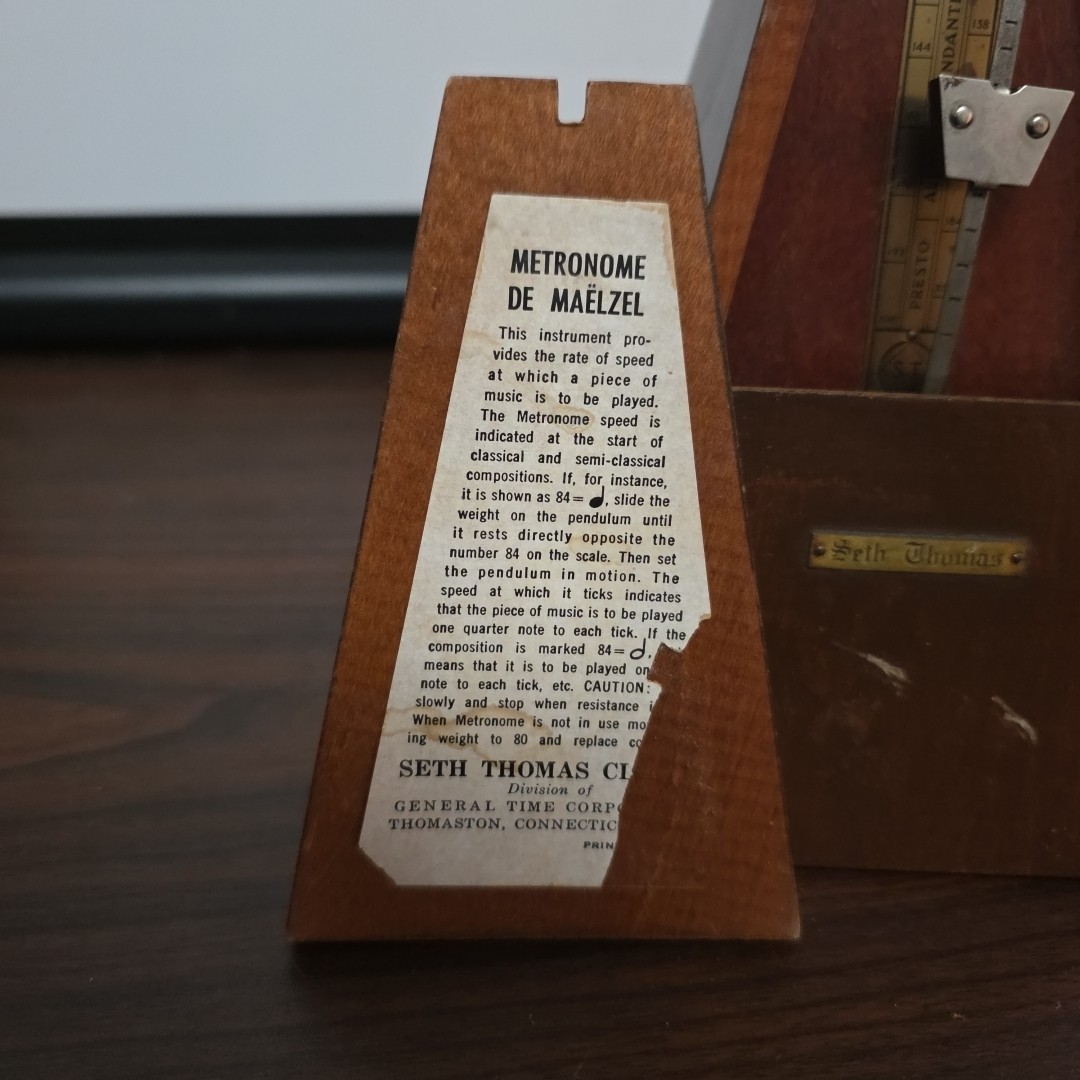 METRONOME
DE MAËLZEL
This instrument pro-
vides the rate of speed
at which a piece of
music is to be played.
The Metronome speed is
indicated at the start of
classical and semi-classical
compositions. If, for instance,
it is shown as 84=♩, slide the
weight on the pendulum until
it rests directly opposite the
number 84 on the scale. Then set
the pendulum in motion. The
speed at which it ticks indicates
that the piece of music is to be played
one quarter note to each tick. If the
composition is marked 84=𝅗𝅥,
means that it is to be played
note to each tick, etc. CAUTION:
slowly and stop when resistance
When Metronome is not in use
ing weight to 80 and replace
SETH THOMAS
Division of
GENERAL TIME
THOMASTON,
144
138
PRESTO
Seth Thomas